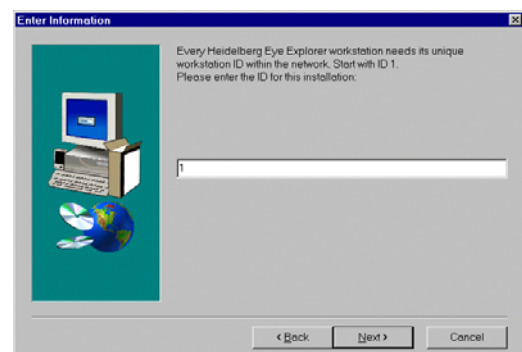 Enter Information
Every Heidelberg Eye Explorer workstation needs its unique
workstation ID within the network. Start with ID 1.
Please enter the ID for this installation:
1
< Back
Next >
Cancel